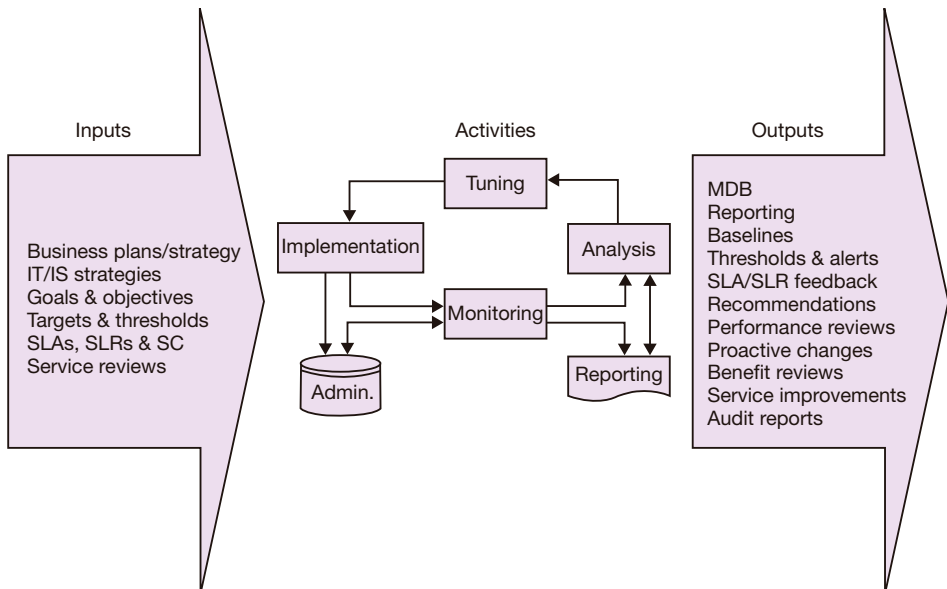 Inputs
Business plans/strategy
IT/IS strategies
Goals & objectives
Targets & thresholds
SLAs, SLRs & SC
Service reviews
Activities
Tuning
Implementation
Analysis
Monitoring
Admin.
Reporting
Outputs
MDB
Reporting
Baselines
Thresholds & alerts
SLA/SLR feedback
Recommendations
Performance reviews
Proactive changes
Benefit reviews
Service improvements
Audit reports